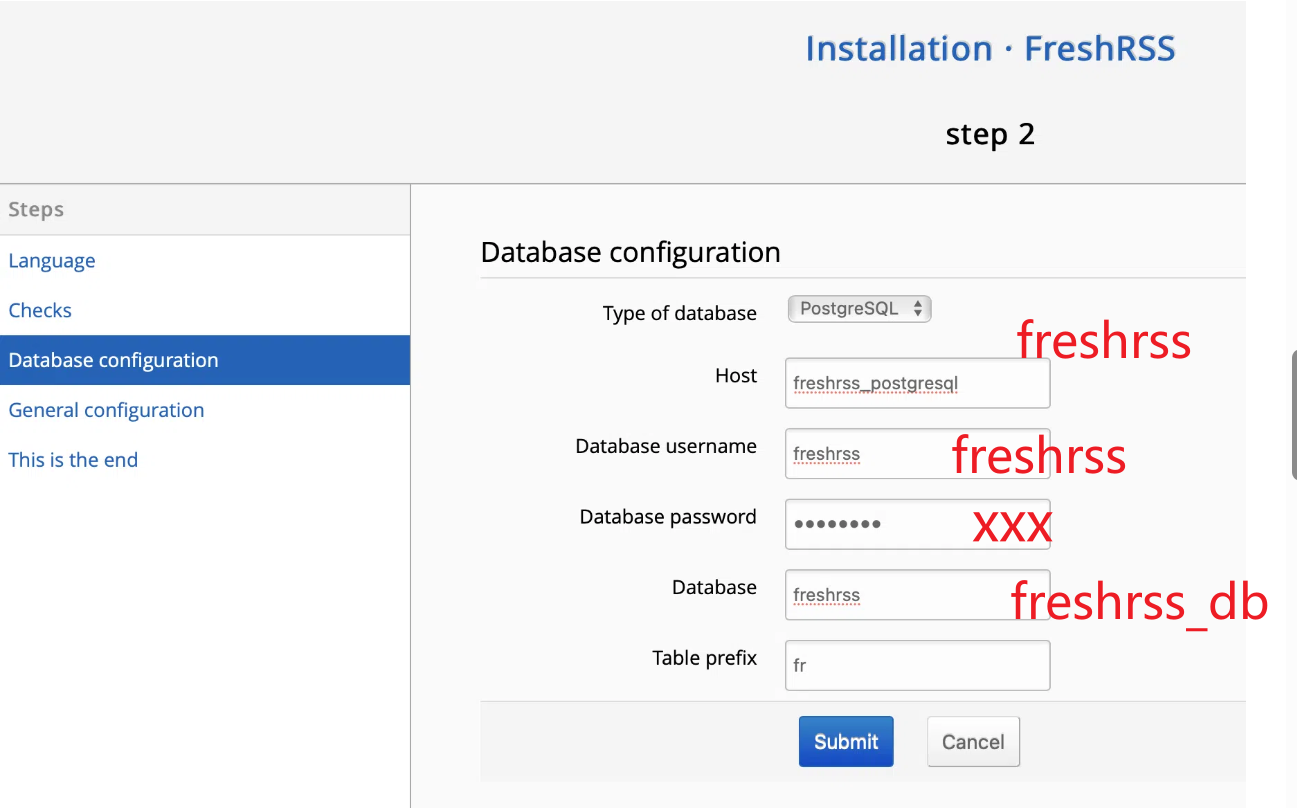 Installation · FreshRSS
step 2
Steps
Language
Checks
Database configuration
General configuration
This is the end
Database configuration
Type of database PostgreSQL
freshrss
Host freshrss_postgresql
Database username freshrss freshrss
Database password •••••••• xxx
Database freshrss freshrss_db
Table prefix fr
Submit Cancel